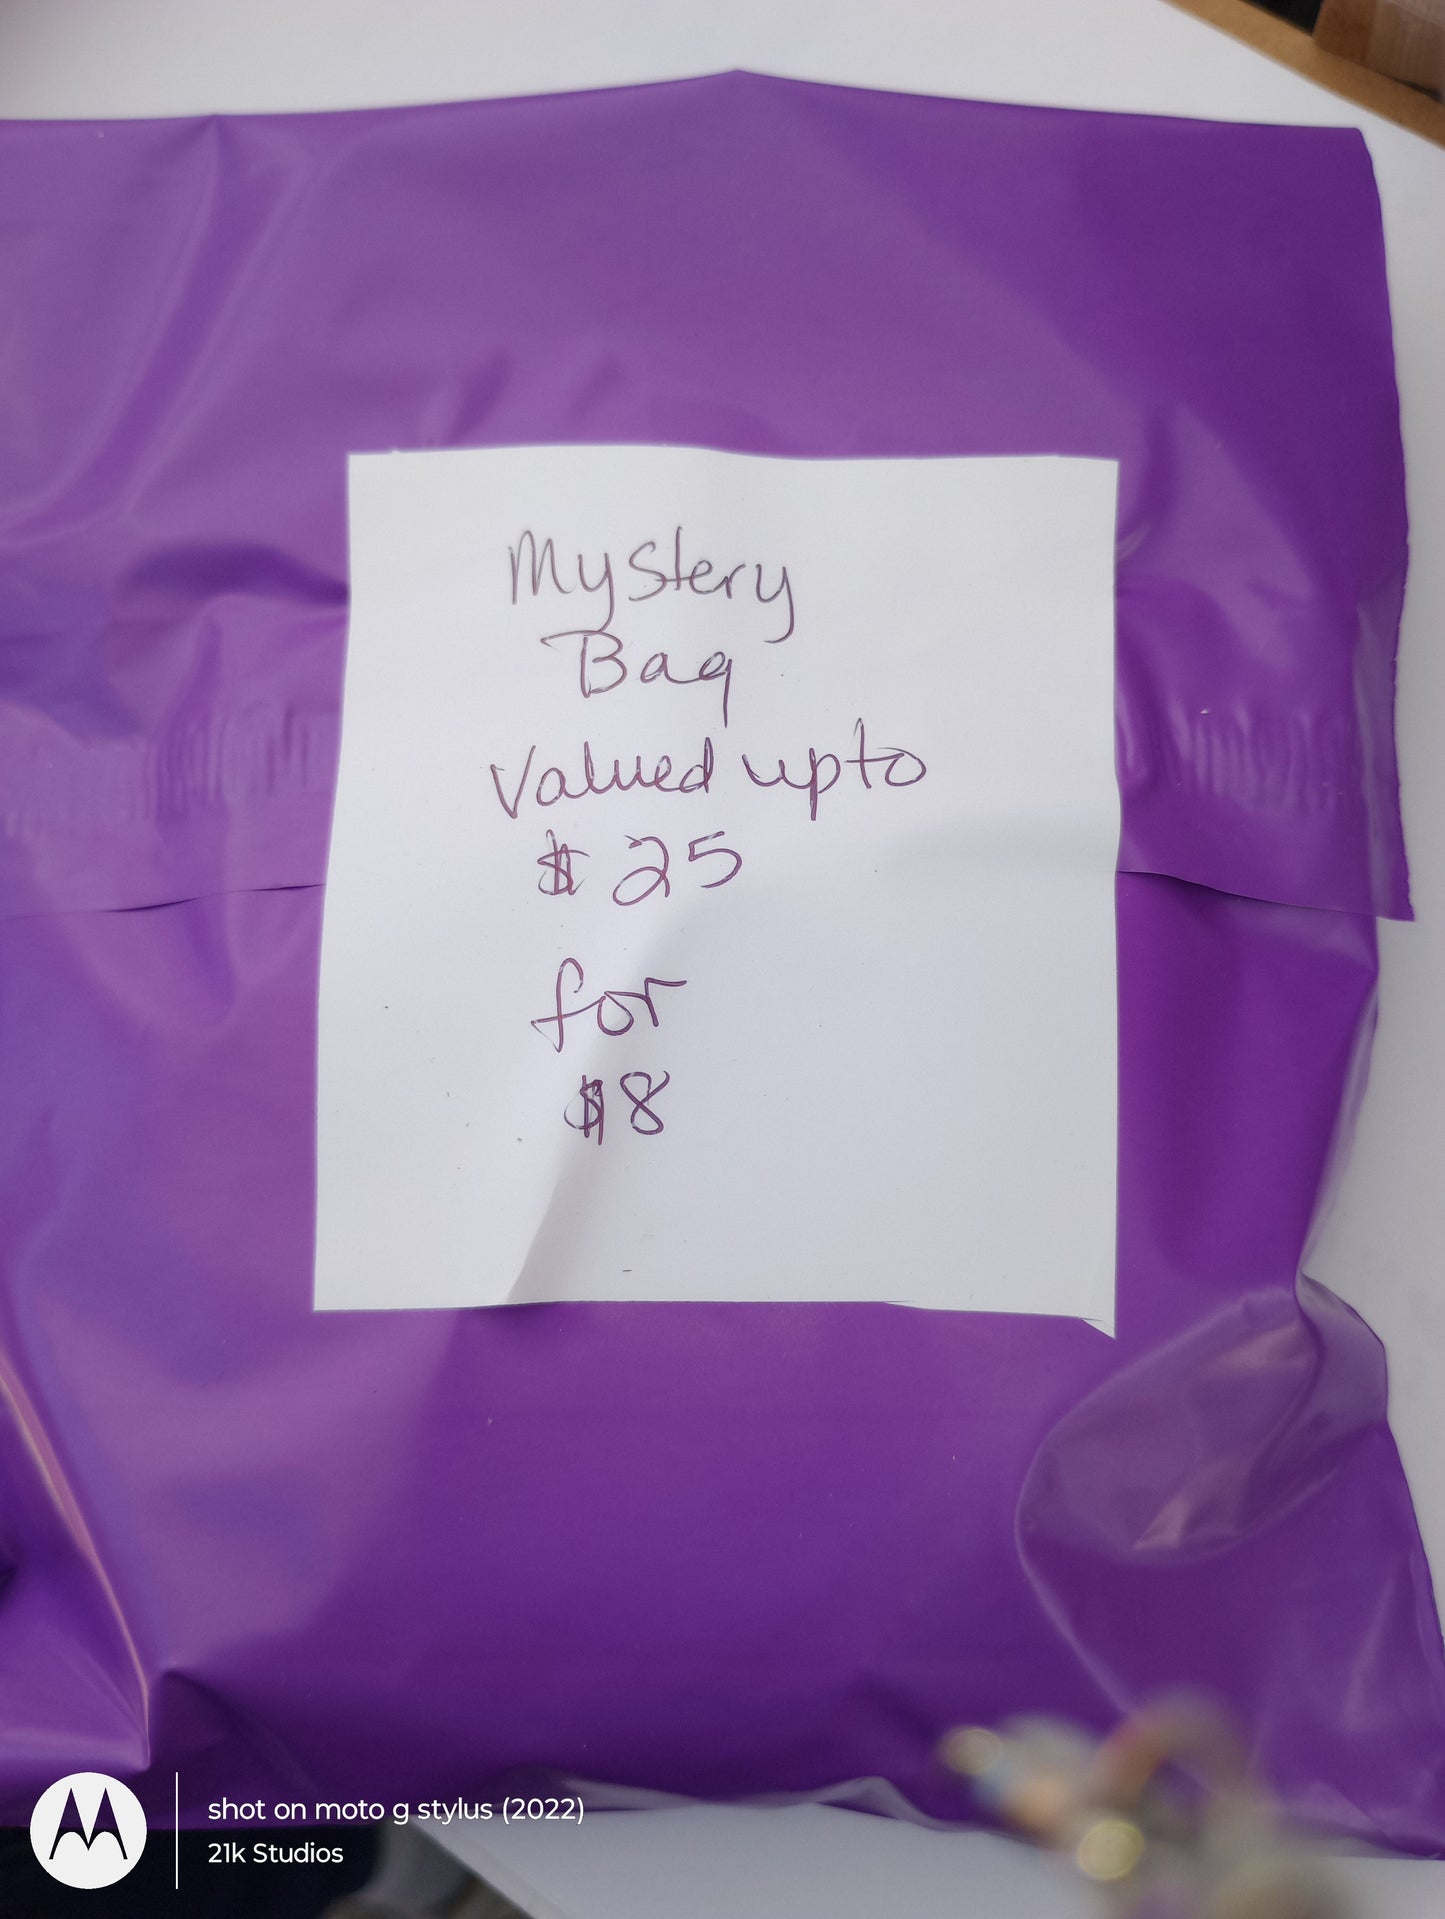 Mystery
Bag
Valued upto
$ 25
for
$8
shot on moto g stylus (2022)
21k Studios